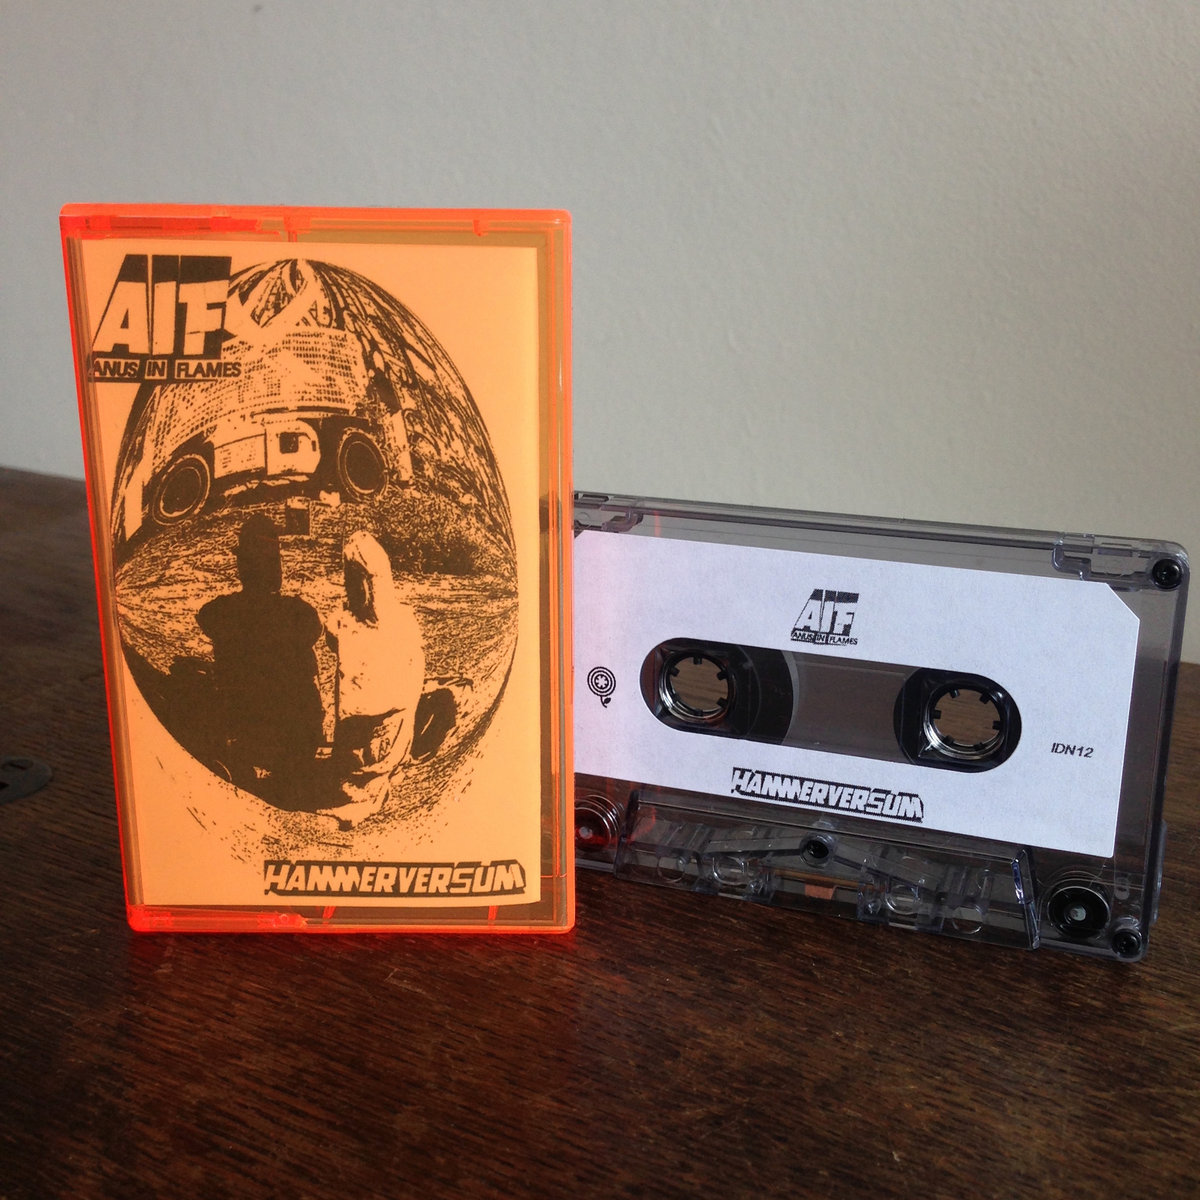 AIF
ANUS IN FLAMES
HAMMERVERSUM
AIF
ANUS IN FLAMES
IDN12
HAMMERVERSUM